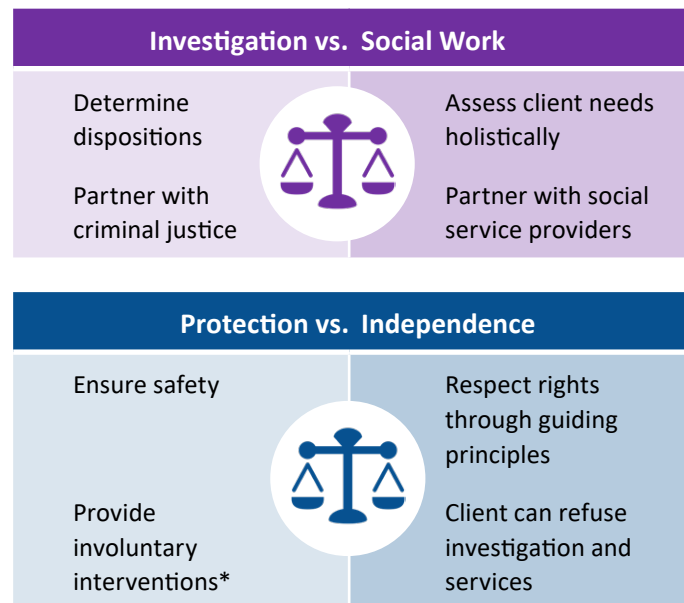 Investigation vs. Social Work
Determine
dispositions
Partner with
criminal justice
Assess client needs
holistically
Partner with social
service providers
Protection vs. Independence
Ensure safety
Provide
involuntary
interventions*
Respect rights
through guiding
principles
Client can refuse
investigation and
services